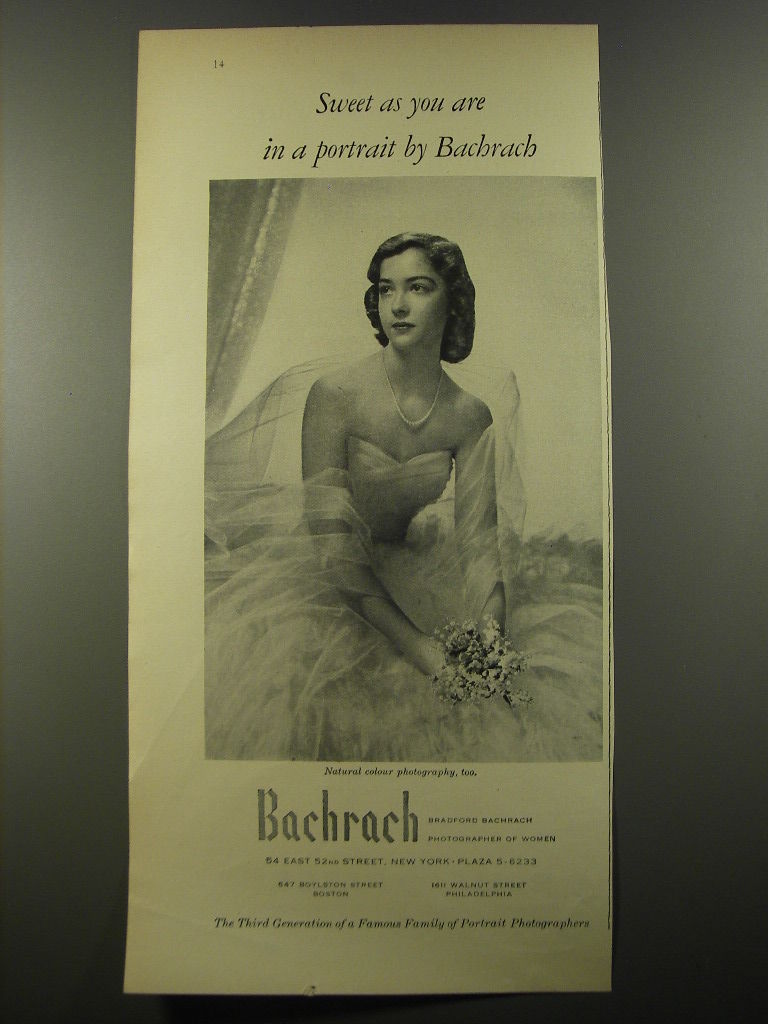 14
Sweet as you are
in a portrait by Bachrach
Natural colour photography, too.
Bachrach
BRADFORD BACHRACH
PHOTOGRAPHER OF WOMEN
54 EAST 52ND STREET, NEW YORK · PLAZA 5-6233
647 BOYLSTON STREET
BOSTON
1611 WALNUT STREET
PHILADELPHIA
The Third Generation of a Famous Family of Portrait Photographers